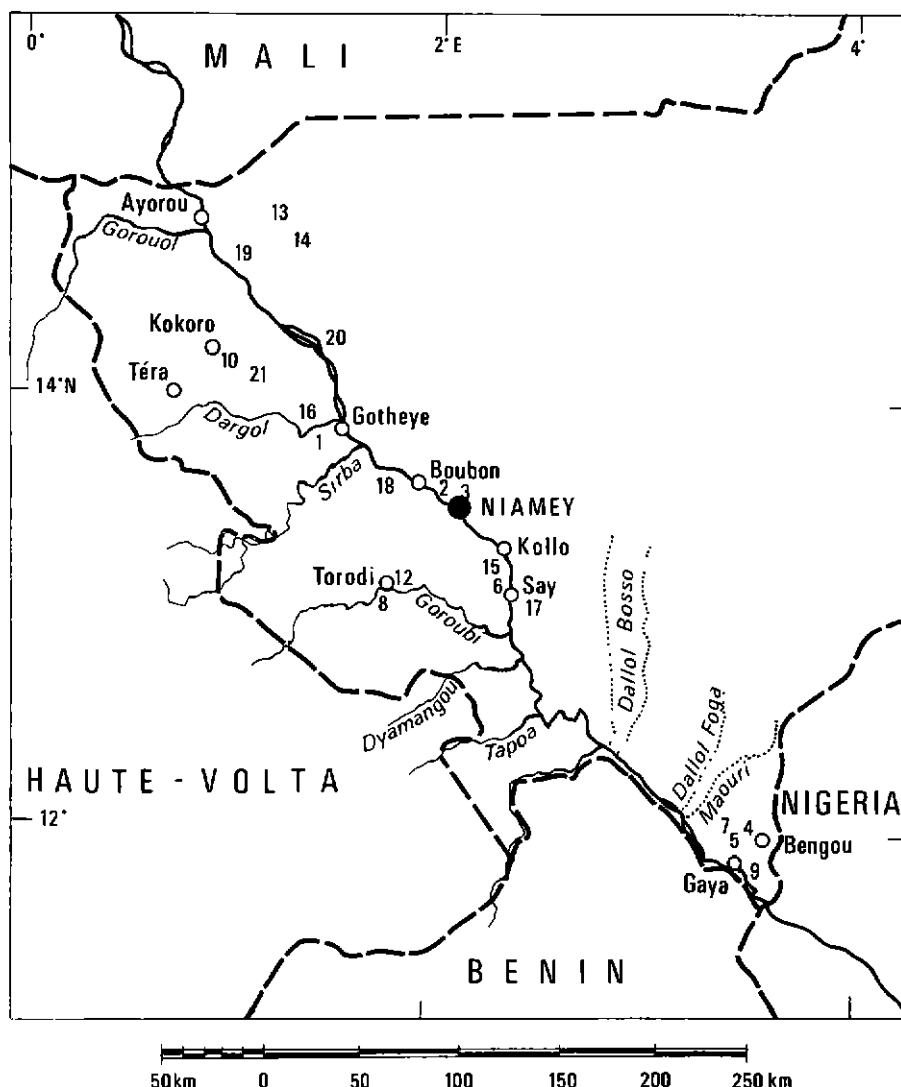 0°
2°E
4°
MALI
Ayorou
13
Gorouol
14
19
Kokoro
20
10
21
Téra
14°N
16
Gotheye
Dargol
1
Sirba
18
Boubon
2
3
NIAMEY
Kollo
15
Torodi
12
6
Say
8
17
Goroubi
Dallol Bosso
Dyamangou
Tapoa
Dallol Foga
Maouri
HAUTE-VOLTA
NIGERIA
12°
7
4
5
Bengou
Gaya
9
BENIN
50km 0 50 100 150 200 250 km